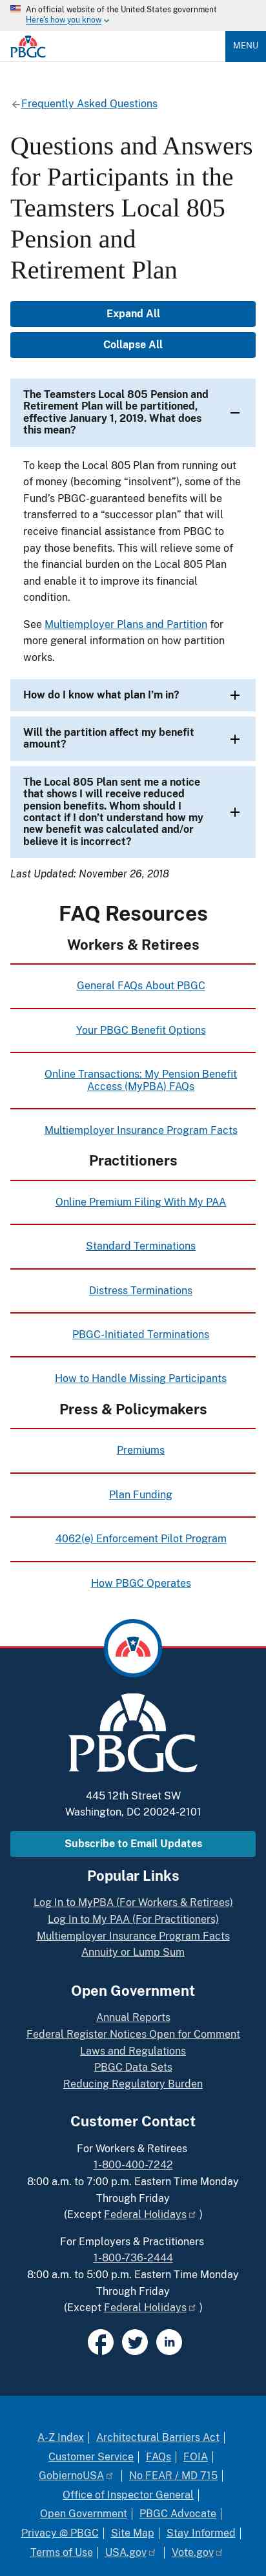 An official website of the United States government
Here's how you know
PBGC
MENU
Frequently Asked Questions
Questions and Answers
for Participants in the
Teamsters Local 805
Pension and
Retirement Plan
Expand All
Collapse All
The Teamsters Local 805 Pension and
Retirement Plan will be partitioned,
effective January 1, 2019. What does
this mean?
To keep the Local 805 Plan from running out
of money (becoming “insolvent”), some of the
Fund’s PBGC-guaranteed benefits will be
transferred to a “successor plan” that will
receive financial assistance from PBGC to
pay those benefits. This will relieve some of
the financial burden on the Local 805 Plan
and enable it to improve its financial
condition.
See Multiemployer Plans and Partition for
more general information on how partition
works.
How do I know what plan I’m in?
Will the partition affect my benefit
amount?
The Local 805 Plan sent me a notice
that shows I will receive reduced
pension benefits. Whom should I
contact if I don’t understand how my
new benefit was calculated and/or
believe it is incorrect?
Last Updated: November 26, 2018
FAQ Resources
Workers & Retirees
General FAQs About PBGC
Your PBGC Benefit Options
Online Transactions: My Pension Benefit
Access (MyPBA) FAQs
Multiemployer Insurance Program Facts
Practitioners
Online Premium Filing With My PAA
Standard Terminations
Distress Terminations
PBGC-Initiated Terminations
How to Handle Missing Participants
Press & Policymakers
Premiums
Plan Funding
4062(e) Enforcement Pilot Program
How PBGC Operates
PBGC
445 12th Street SW
Washington, DC 20024-2101
Subscribe to Email Updates
Popular Links
Log In to MyPBA (For Workers & Retirees)
Log In to My PAA (For Practitioners)
Multiemployer Insurance Program Facts
Annuity or Lump Sum
Open Government
Annual Reports
Federal Register Notices Open for Comment
Laws and Regulations
PBGC Data Sets
Reducing Regulatory Burden
Customer Contact
For Workers & Retirees
1-800-400-7242
8:00 a.m. to 7:00 p.m. Eastern Time Monday
Through Friday
(Except Federal Holidays )
For Employers & Practitioners
1-800-736-2444
8:00 a.m. to 5:00 p.m. Eastern Time Monday
Through Friday
(Except Federal Holidays )
A-Z Index | Architectural Barriers Act |
Customer Service | FAQs | FOIA |
GobiernoUSA | No FEAR / MD 715 |
Office of Inspector General |
Open Government | PBGC Advocate |
Privacy @ PBGC | Site Map | Stay Informed |
Terms of Use | USA.gov | Vote.gov